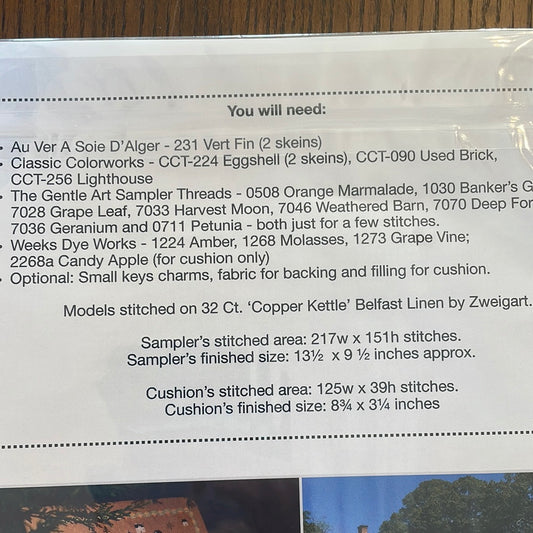 You will need:
• Au Ver A Soie D'Alger - 231 Vert Fin (2 skeins)
• Classic Colorworks - CCT-224 Eggshell (2 skeins), CCT-090 Used Brick,
CCT-256 Lighthouse
• The Gentle Art Sampler Threads - 0508 Orange Marmalade, 1030 Banker's G
7028 Grape Leaf, 7033 Harvest Moon, 7046 Weathered Barn, 7070 Deep For
7036 Geranium and 0711 Petunia - both just for a few stitches.
• Weeks Dye Works - 1224 Amber, 1268 Molasses, 1273 Grape Vine;
2268a Candy Apple (for cushion only)
• Optional: Small keys charms, fabric for backing and filling for cushion.
Models stitched on 32 Ct. 'Copper Kettle' Belfast Linen by Zweigart.
Sampler's stitched area: 217w x 151h stitches.
Sampler's finished size: 13½ x 9 ½ inches approx.
Cushion's stitched area: 125w x 39h stitches.
Cushion's finished size: 8¾ x 3¼ inches